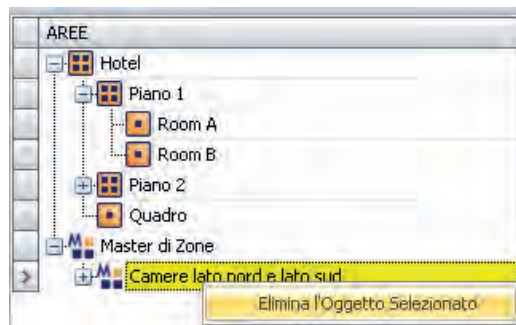 AREE
Hotel
Piano 1
Room A
Room B
Piano 2
Quadro
Master di Zone
Camere lato nord e lato sud
Elimina l'Oggetto Selezionato